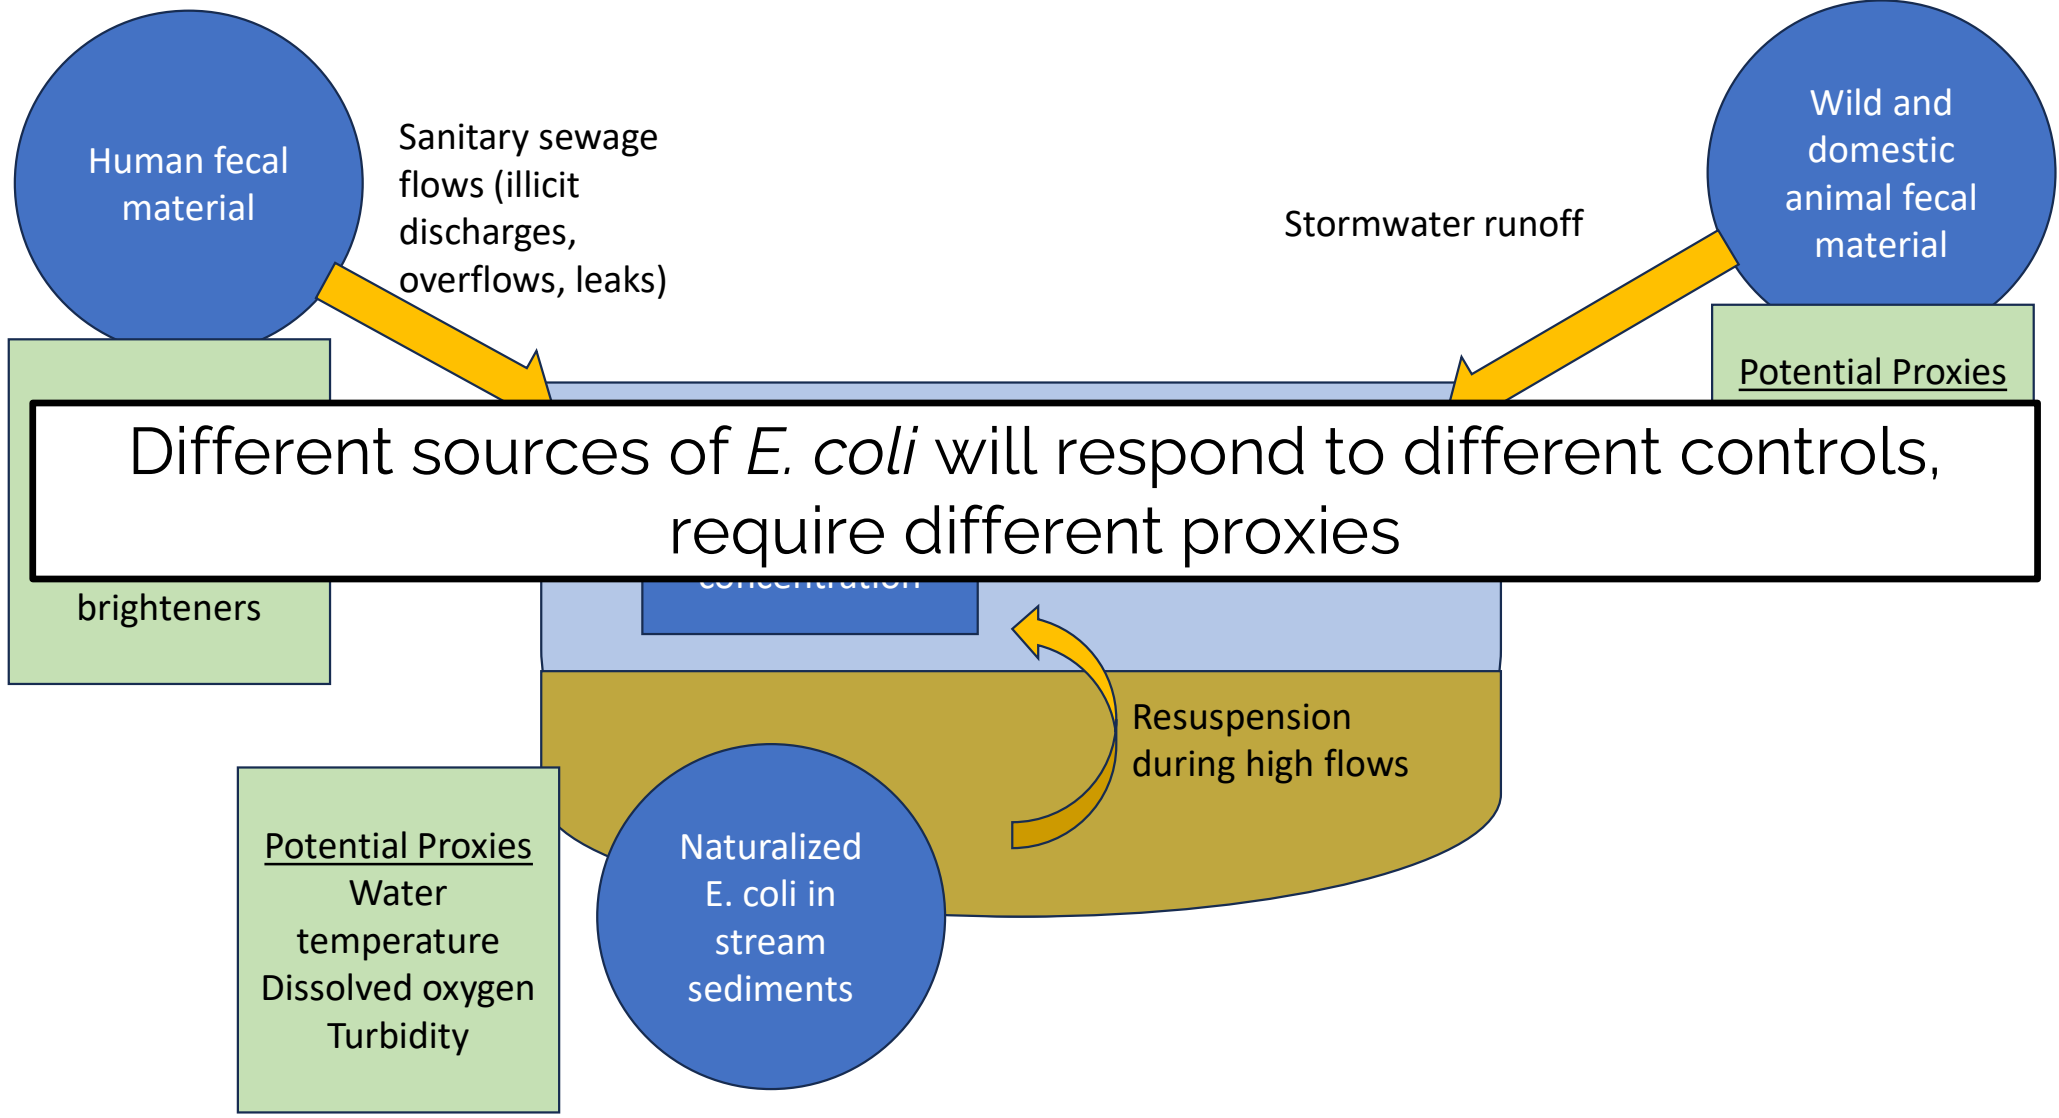 Human fecal
material
Sanitary sewage
flows (illicit
discharges,
overflows, leaks)
Stormwater runoff
Wild and
domestic
animal fecal
material
Potential Proxies
Different sources of E. coli will respond to different controls,
require different proxies
concentration
brighteners
Resuspension
during high flows
Potential Proxies
Water
temperature
Dissolved oxygen
Turbidity
Naturalized
E. coli in
stream
sediments